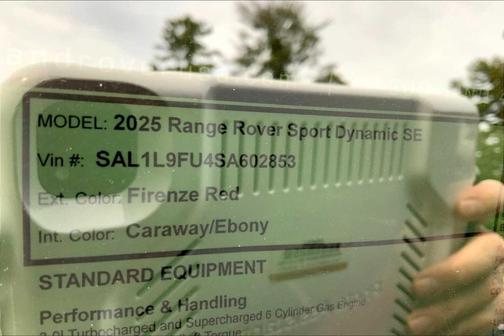 MODEL: 2025 Range Rover Sport Dynamic SE
Vin #: SAL1L9FU4SA602853
Ext. Color: Firenze Red
Int. Color: Caraway/Ebony
STANDARD EQUIPMENT
Performance & Handling
3.0l Turbocharged and Supercharged 6 Cylinder Gas Engine
Torque